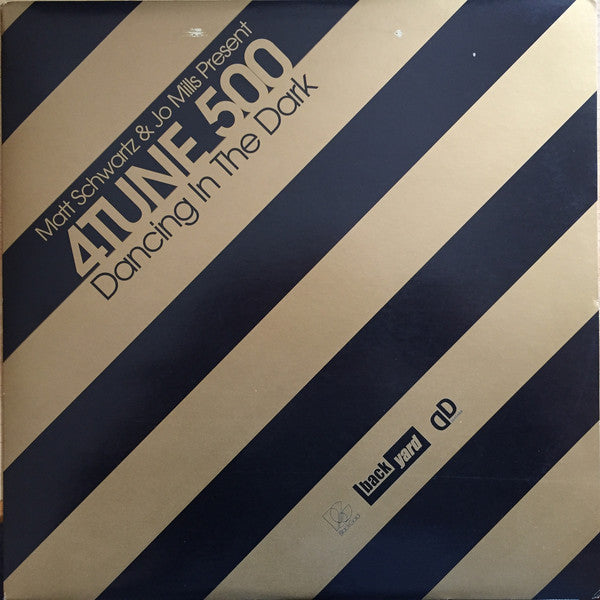 Matt Schwartz & Jo Mills Present
4TUNE 500
Dancing In The Dark
back yard